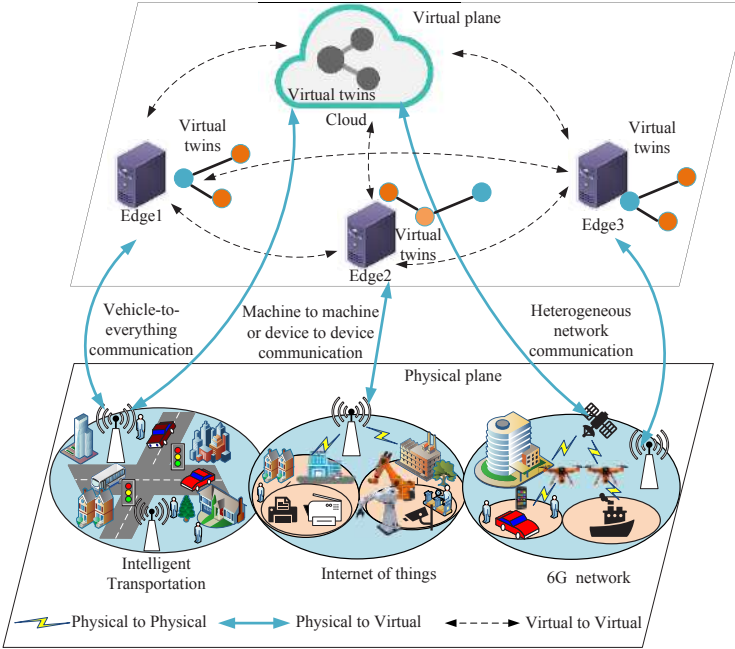 Virtual plane
Virtual twins
Cloud
Virtual
twins
Edge1
Virtual
twins
Edge3
Virtual
twins
Edge2
Vehicle-to-
everything
communication
Machine to machine
or device to device
communication
Heterogeneous
network
communication
Physical plane
Intelligent
Transportation
Internet of things
6G network
Physical to Physical
Physical to Virtual
Virtual to Virtual